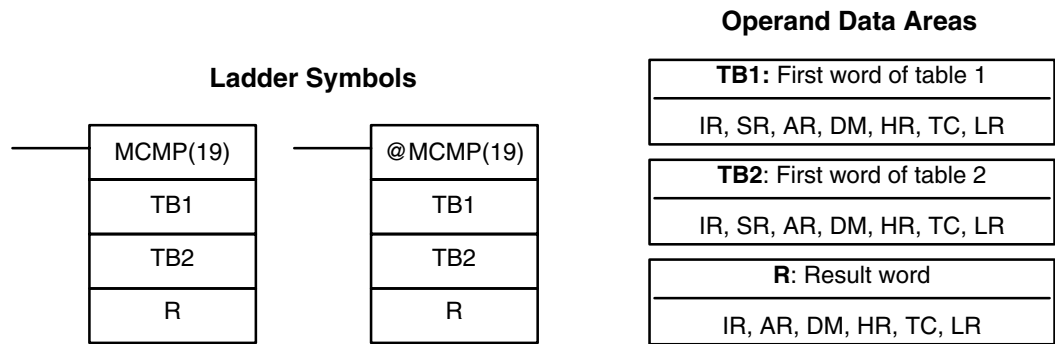 Ladder Symbols
MCMP(19)
TB1
TB2
R
@MCMP(19)
TB1
TB2
R
Operand Data Areas
TB1: First word of table 1
IR, SR, AR, DM, HR, TC, LR
TB2: First word of table 2
IR, SR, AR, DM, HR, TC, LR
R: Result word
IR, AR, DM, HR, TC, LR